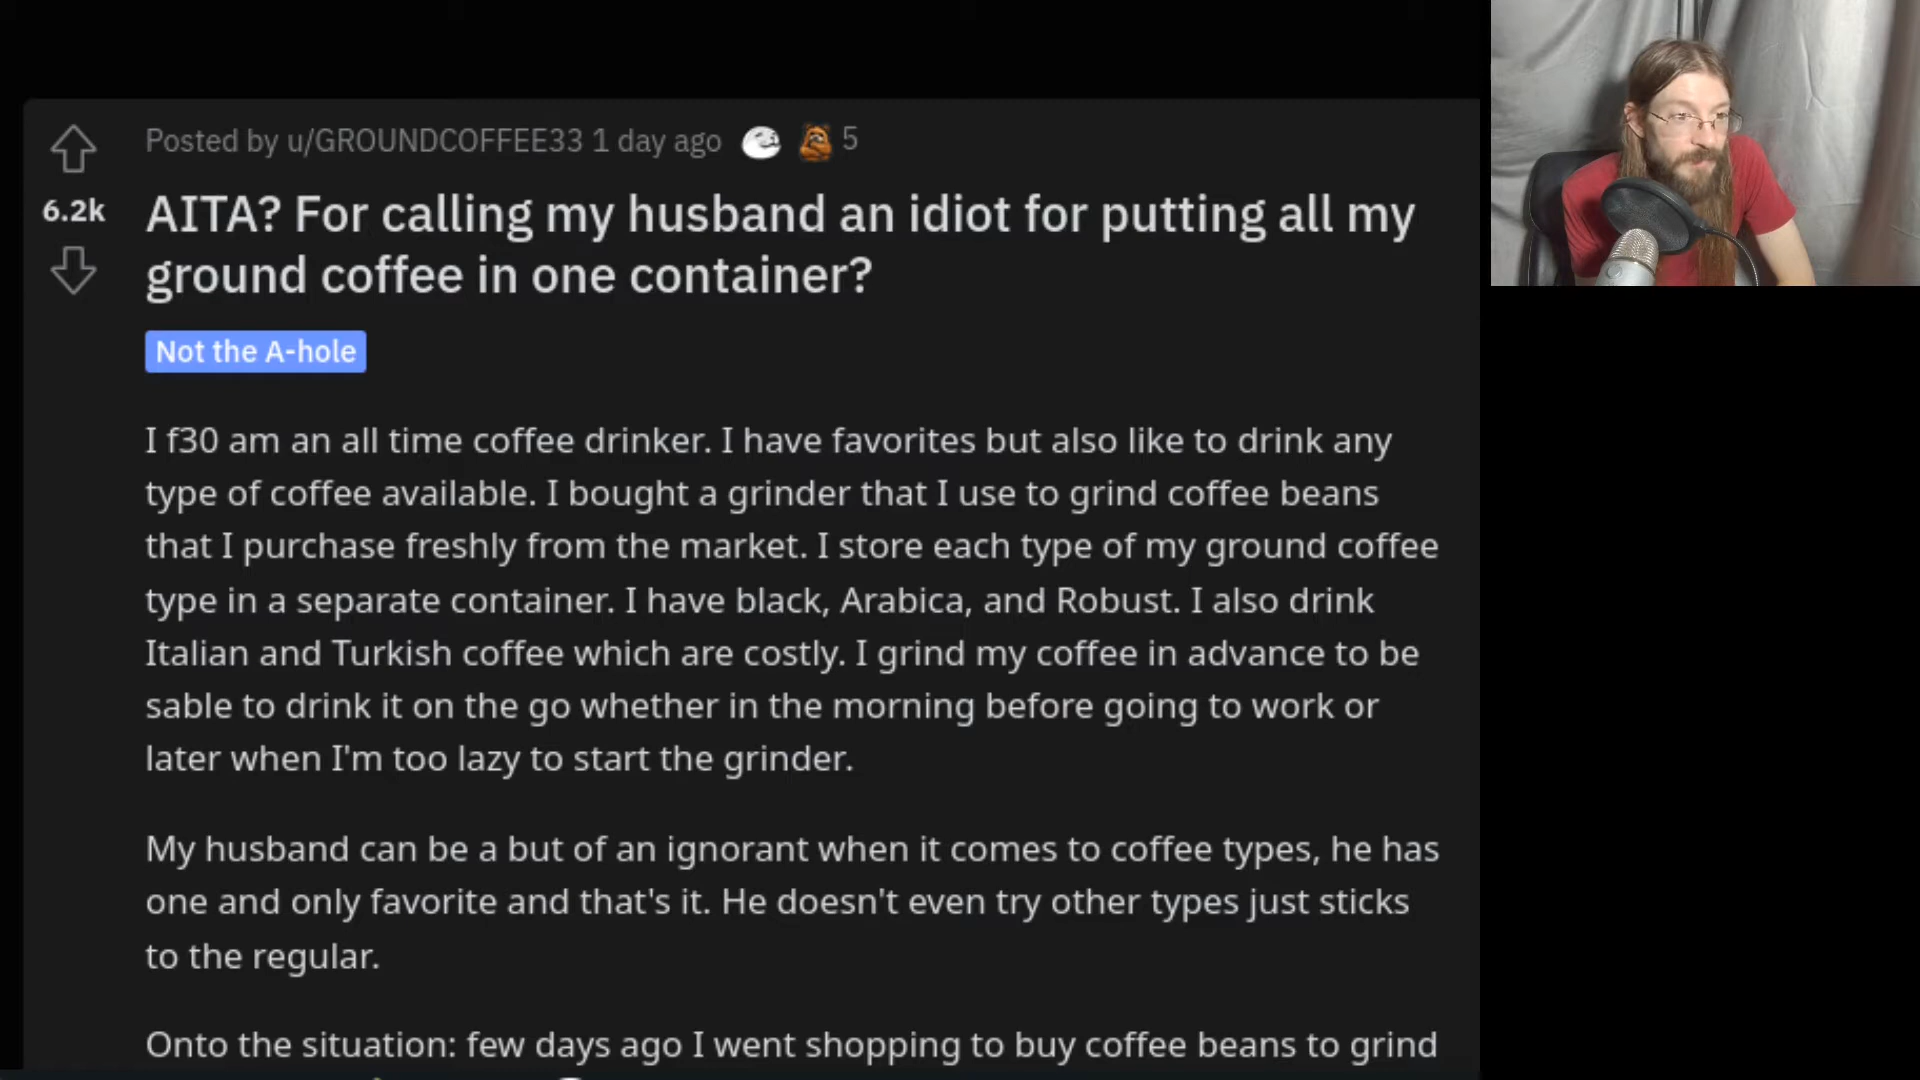 Posted by u/GROUNDCOFFEE33 1 day ago 5
6.2k
AITA? For calling my husband an idiot for putting all my
ground coffee in one container?
Not the A-hole
I f30 am an all time coffee drinker. I have favorites but also like to drink any
type of coffee available. I bought a grinder that I use to grind coffee beans
that I purchase freshly from the market. I store each type of my ground coffee
type in a separate container. I have black, Arabica, and Robust. I also drink
Italian and Turkish coffee which are costly. I grind my coffee in advance to be
sable to drink it on the go whether in the morning before going to work or
later when I'm too lazy to start the grinder.
My husband can be a but of an ignorant when it comes to coffee types, he has
one and only favorite and that's it. He doesn't even try other types just sticks
to the regular.
Onto the situation: few days ago I went shopping to buy coffee beans to grind